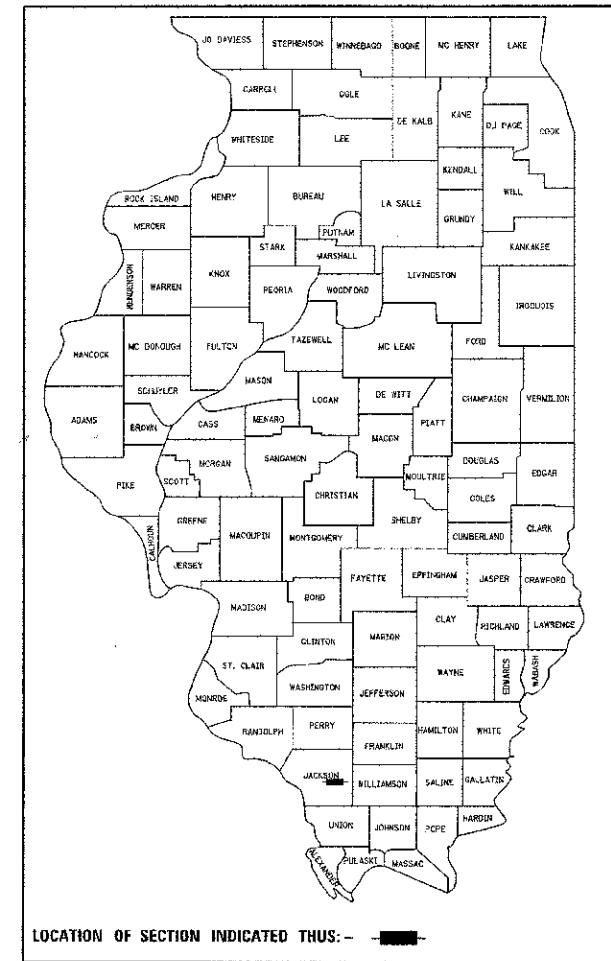 JO DAVIESS STEPHENSON WINNEBAGO BOONE MC HENRY LAKE
CARROLL OGLE DE KALB KANE DU PAGE COOK
WHITESIDE LEE
KENDALL
ROCK ISLAND HENRY BUREAU LA SALLE GRUNDY WILL
MERCER PUTNAM
STARK MARSHALL KANKAKEE
HENDERSON WARREN KNOX PEORIA WOODFORD LIVINGSTON IROQUOIS
HANCOCK MC DONOUGH FULTON TAZEWELL MC LEAN FORD
MASON
SCHUYLER LOGAN DE WITT CHAMPAIGN VERMILION
ADAMS BROWN CASS MENARD MACON PIATT
PIKE SCOTT MORGAN SANGAMON MOULTRIE DOUGLAS EDGAR
CHRISTIAN COLES
CALHOUN GREENE MACOUPIN MONTGOMERY SHELBY CUMBERLAND CLARK
JERSEY FAYETTE EFFINGHAM JASPER CRAWFORD
MADISON BOND
CLAY RICHLAND LAWRENCE
CLINTON MARION
ST. CLAIR WAYNE EDWARDS WABASH
WASHINGTON JEFFERSON
MONROE
RANDOLPH PERRY HAMILTON WHITE
FRANKLIN
JACKSON WILLIAMSON SALINE GALLATIN
UNION JOHNSON POPE HARDIN
ALEXANDER PULASKI MASSAC
LOCATION OF SECTION INDICATED THUS: -